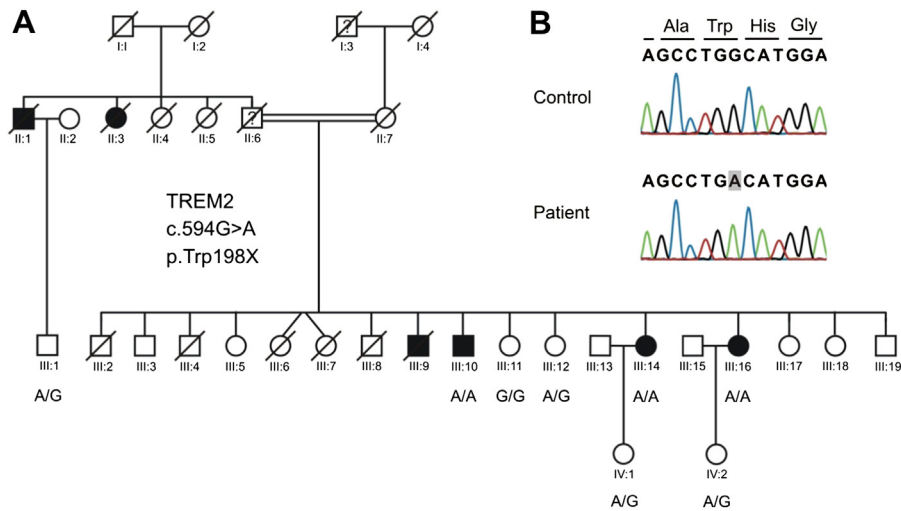 A
I:I
I:2
?
I:3
I:4
II:1
II:2
II:3
II:4
II:5
?
II:6
II:7
TREM2
c.594G>A
p.Trp198X
III:1
III:2
III:3
III:4
III:5
III:6
III:7
III:8
III:9
III:10
III:11
III:12
III:13
III:14
III:15
III:16
III:17
III:18
III:19
A/G
A/A
G/G
A/G
A/A
A/A
IV:1
IV:2
A/G
A/G
B
Ala Trp His Gly
AGCCTGGCATGGA
Control
AGCCTGACATGGA
Patient